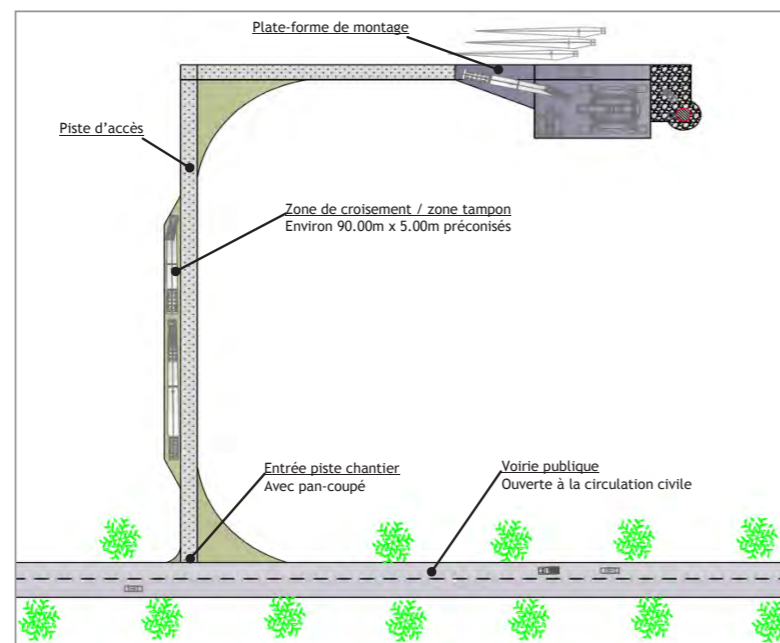 Plate-forme de montage
Piste d'accès
Zone de croisement / zone tampon
Environ 90.00m x 5.00m préconisés
Entrée piste chantier
Avec pan-coupé
Voirie publique
Ouverte à la circulation civile